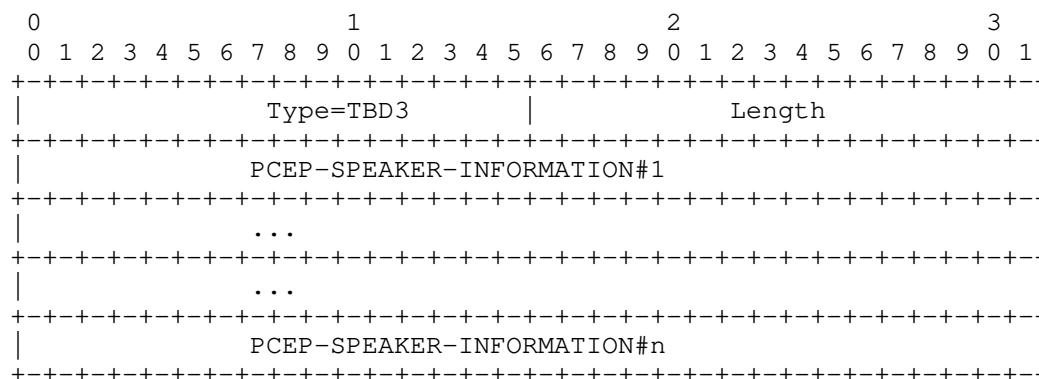 0                   1                   2                   3
 0 1 2 3 4 5 6 7 8 9 0 1 2 3 4 5 6 7 8 9 0 1 2 3 4 5 6 7 8 9 0 1
+-+-+-+-+-+-+-+-+-+-+-+-+-+-+-+-+-+-+-+-+-+-+-+-+-+-+-+-+-+-+-+-
|               Type=TBD3       |            Length
+-+-+-+-+-+-+-+-+-+-+-+-+-+-+-+-+-+-+-+-+-+-+-+-+-+-+-+-+-+-+-+-
|              PCEP-SPEAKER-INFORMATION#1
+-+-+-+-+-+-+-+-+-+-+-+-+-+-+-+-+-+-+-+-+-+-+-+-+-+-+-+-+-+-+-+-
|              ...
+-+-+-+-+-+-+-+-+-+-+-+-+-+-+-+-+-+-+-+-+-+-+-+-+-+-+-+-+-+-+-+-
|              ...
+-+-+-+-+-+-+-+-+-+-+-+-+-+-+-+-+-+-+-+-+-+-+-+-+-+-+-+-+-+-+-+-
|              PCEP-SPEAKER-INFORMATION#n
+-+-+-+-+-+-+-+-+-+-+-+-+-+-+-+-+-+-+-+-+-+-+-+-+-+-+-+-+-+-+-+-